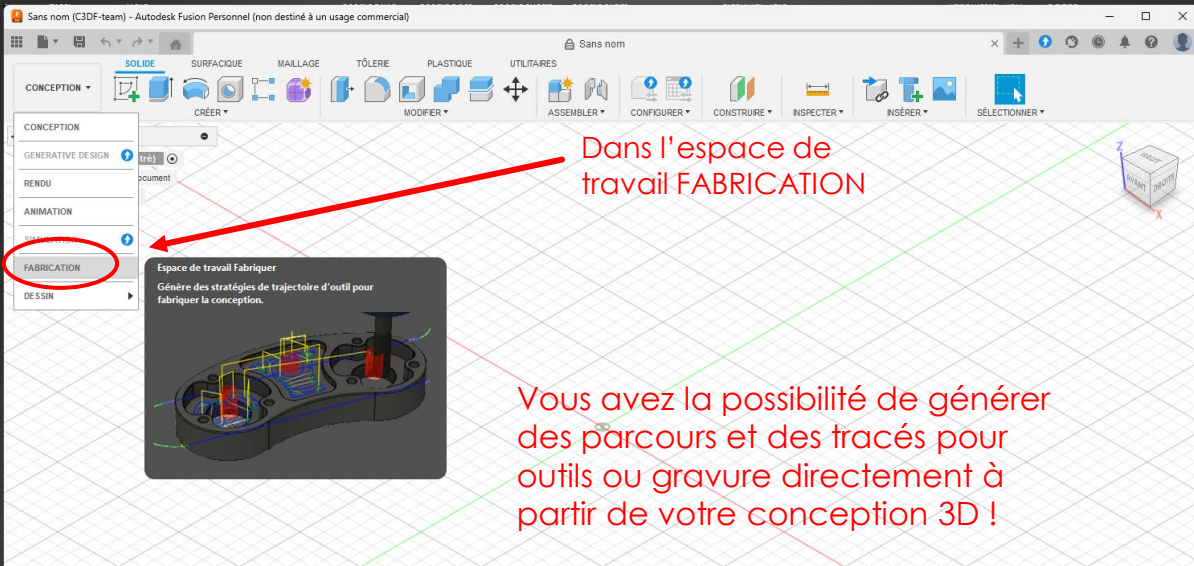 Sans nom (C3DF-team) - Autodesk Fusion Personnel (non destiné à un usage commercial)
Sans nom
SOLIDE SURFACIQUE MAILLAGE TÔLERIE PLASTIQUE UTILITAIRES
CONCEPTION
CRÉER MODIFIER ASSEMBLER CONFIGURER CONSTRUIRE INSPECTER INSÉRER SÉLECTIONNER
CONCEPTION
GENERATIVE DESIGN
RENDU
ANIMATION
SIMULATION
FABRICATION
DESSIN
Dans l'espace de
travail FABRICATION
Z
HAUT
AVANT DROITE
X
Espace de travail Fabriquer
Génère des stratégies de trajectoire d'outil pour
fabriquer la conception.
Vous avez la possibilité de générer
des parcours et des tracés pour
outils ou gravure directement à
partir de votre conception 3D !